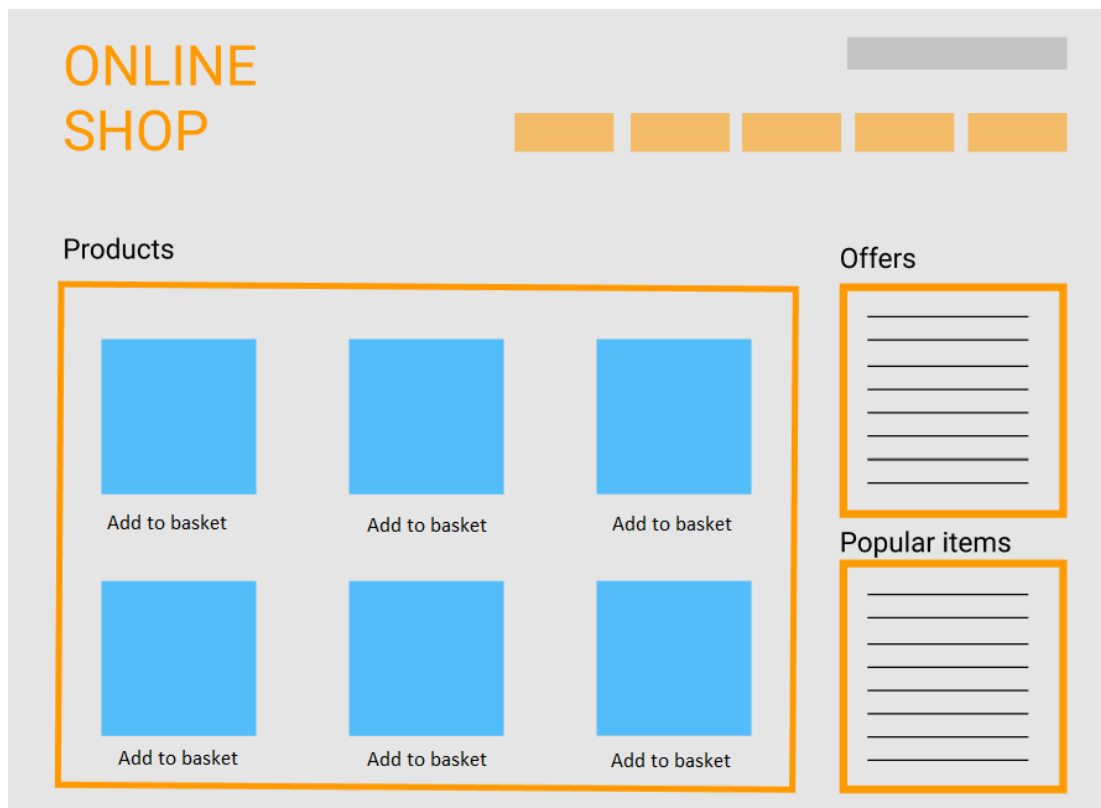 ONLINE
SHOP
Products
Offers
Add to basket
Add to basket
Add to basket
Popular items
Add to basket
Add to basket
Add to basket